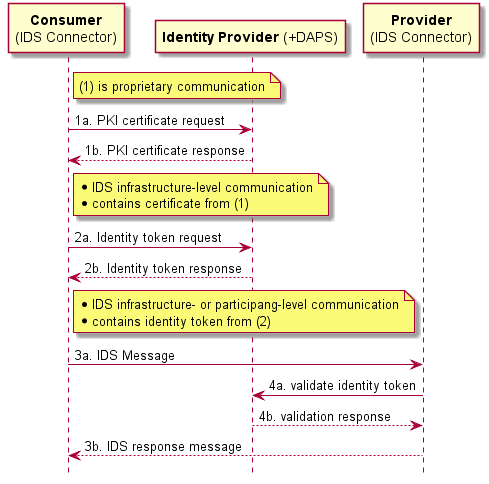 Consumer
(IDS Connector)
Identity Provider (+DAPS)
Provider
(IDS Connector)
(1) is proprietary communication
1a. PKI certificate request
1b. PKI certificate response
• IDS infrastructure-level communication
• contains certificate from (1)
2a. Identity token request
2b. Identity token response
• IDS infrastructure- or participang-level communication
• contains identity token from (2)
3a. IDS Message
4a. validate identity token
4b. validation response
3b. IDS response message